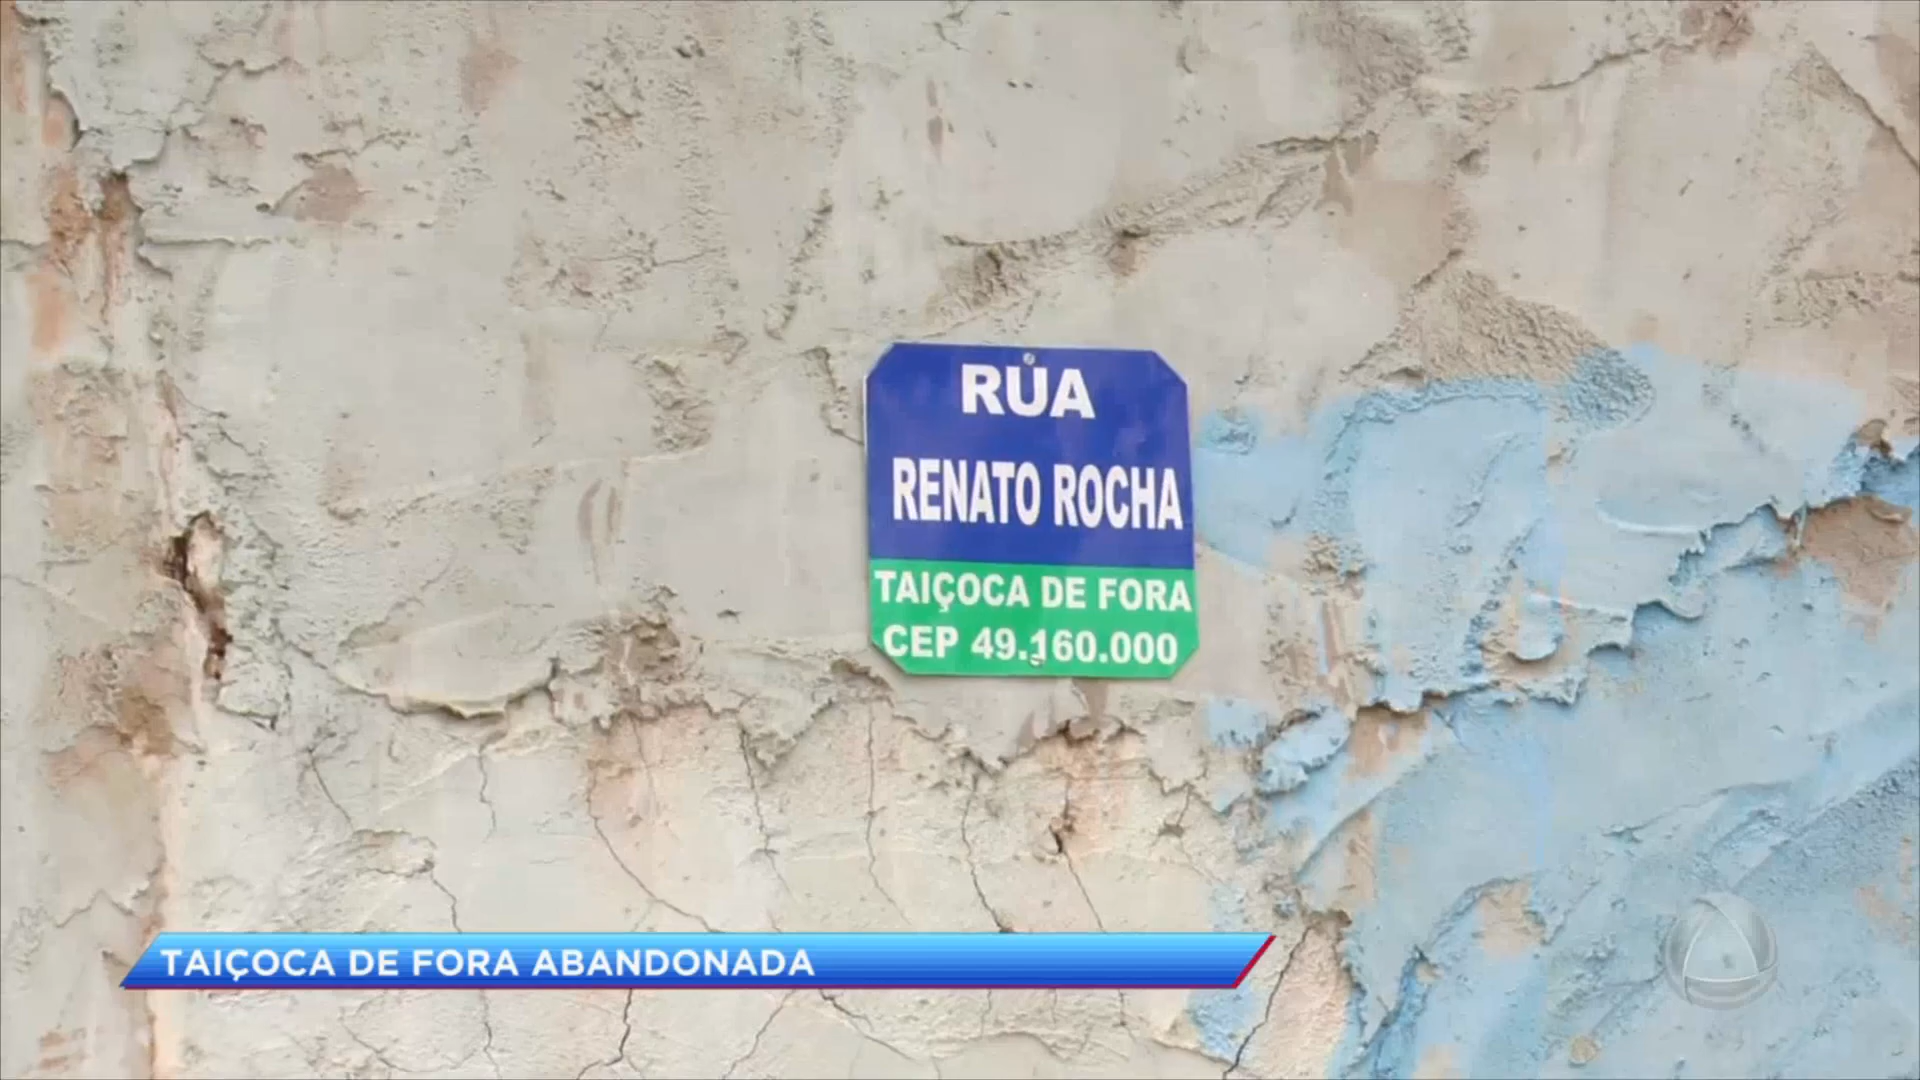 RUA
RENATO ROCHA
TAIÇOCA DE FORA
CEP 49.160.000
TAIÇOCA DE FORA ABANDONADA